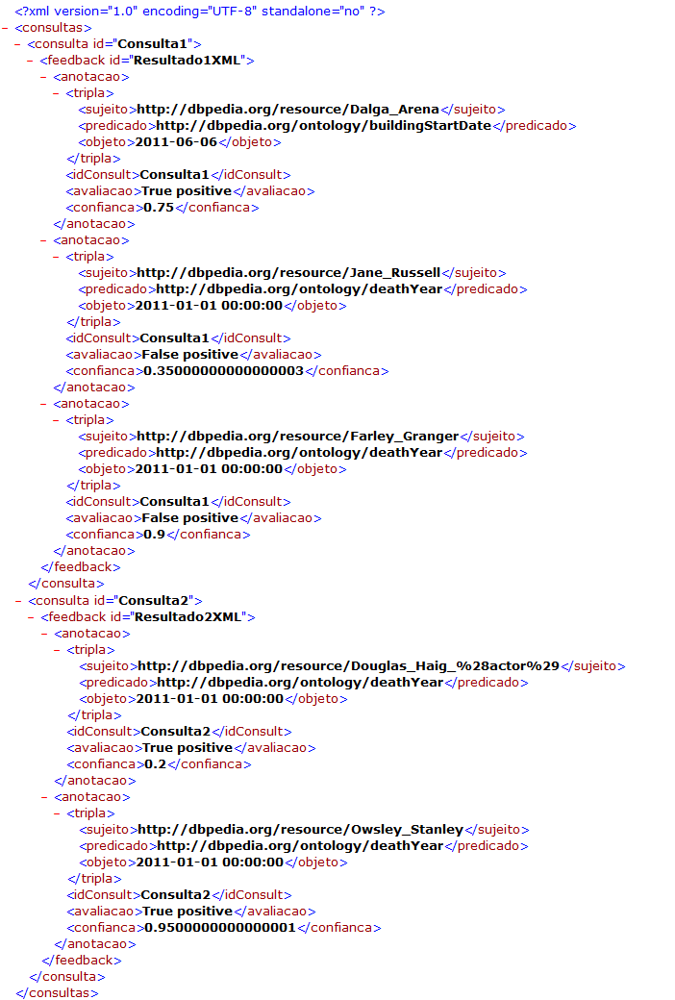 <?xml version="1.0" encoding="UTF-8" standalone="no" ?>
- <consultas>
- <consulta id="Consulta1">
- <feedback id="Resultado1XML">
- <anotacao>
- <tripla>
<sujeito>http://dbpedia.org/resource/Dalga_Arena</sujeito>
<predicado>http://dbpedia.org/ontology/buildingStartDate</predicado>
<objeto>2011-06-06</objeto>
</tripla>
<idConsult>Consulta1</idConsult>
<avaliacao>True positive</avaliacao>
<confianca>0.75</confianca>
</anotacao>
- <anotacao>
- <tripla>
<sujeito>http://dbpedia.org/resource/Jane_Russell</sujeito>
<predicado>http://dbpedia.org/ontology/deathYear</predicado>
<objeto>2011-01-01 00:00:00</objeto>
</tripla>
<idConsult>Consulta1</idConsult>
<avaliacao>False positive</avaliacao>
<confianca>0.35000000000000003</confianca>
</anotacao>
- <anotacao>
- <tripla>
<sujeito>http://dbpedia.org/resource/Farley_Granger</sujeito>
<predicado>http://dbpedia.org/ontology/deathYear</predicado>
<objeto>2011-01-01 00:00:00</objeto>
</tripla>
<idConsult>Consulta1</idConsult>
<avaliacao>False positive</avaliacao>
<confianca>0.9</confianca>
</anotacao>
</feedback>
</consulta>
- <consulta id="Consulta2">
- <feedback id="Resultado2XML">
- <anotacao>
- <tripla>
<sujeito>http://dbpedia.org/resource/Douglas_Haig_%28actor%29</sujeito>
<predicado>http://dbpedia.org/ontology/deathYear</predicado>
<objeto>2011-01-01 00:00:00</objeto>
</tripla>
<idConsult>Consulta2</idConsult>
<avaliacao>True positive</avaliacao>
<confianca>0.2</confianca>
</anotacao>
- <anotacao>
- <tripla>
<sujeito>http://dbpedia.org/resource/Owsley_Stanley</sujeito>
<predicado>http://dbpedia.org/ontology/deathYear</predicado>
<objeto>2011-01-01 00:00:00</objeto>
</tripla>
<idConsult>Consulta2</idConsult>
<avaliacao>True positive</avaliacao>
<confianca>0.9500000000000001</confianca>
</anotacao>
</feedback>
</consulta>
</consultas>